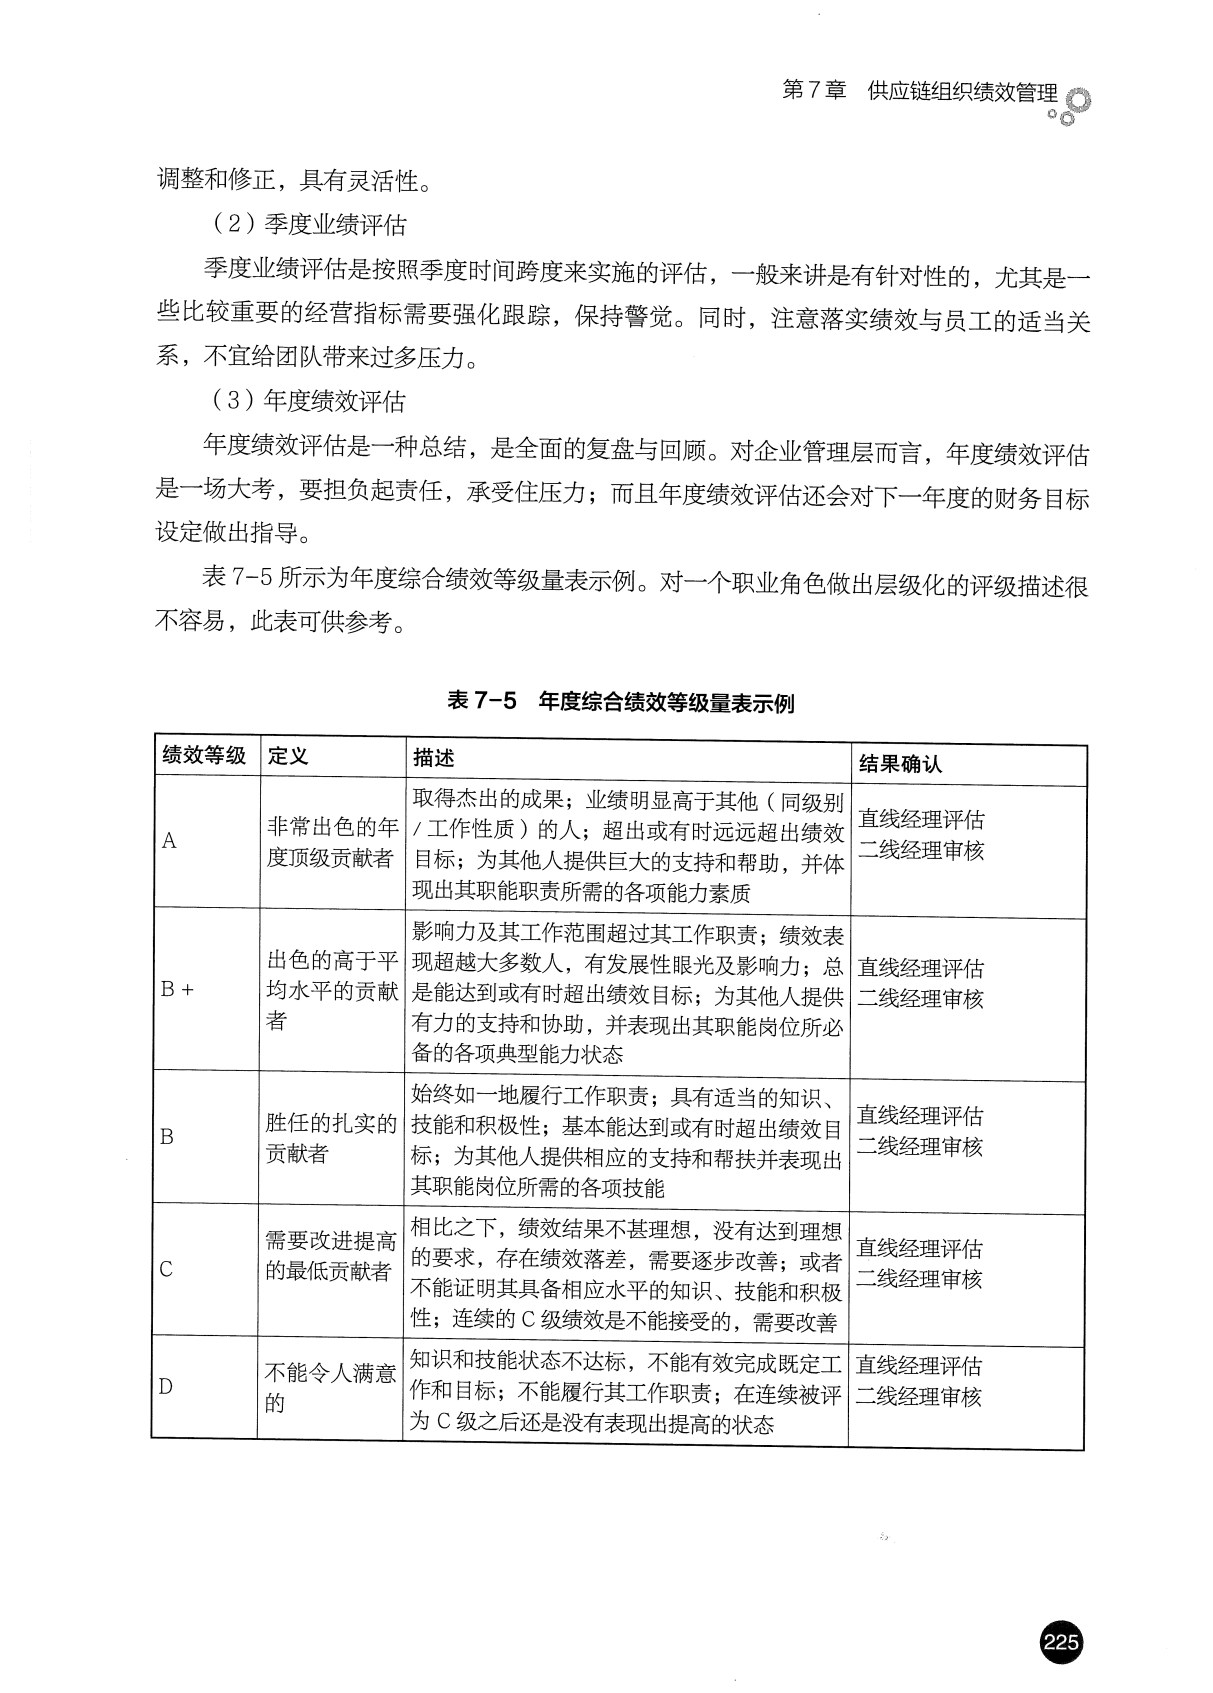 第7章　供应链组织绩效管理
调整和修正，具有灵活性。
（2）季度业绩评估
季度业绩评估是按照季度时间跨度来实施的评估，一般来讲是有针对性的，尤其是一
些比较重要的经营指标需要强化跟踪，保持警觉。同时，注意落实绩效与员工的适当关
系，不宜给团队带来过多压力。
（3）年度绩效评估
年度绩效评估是一种总结，是全面的复盘与回顾。对企业管理层而言，年度绩效评估
是一场大考，要担负起责任，承受住压力；而且年度绩效评估还会对下一年度的财务目标
设定做出指导。
表7-5所示为年度综合绩效等级量表示例。对一个职业角色做出层级化的评级描述很
不容易，此表可供参考。
表7-5　年度综合绩效等级量表示例
绩效等级　定义　描述　结果确认
A
非常出色的年
度顶级贡献者
取得杰出的成果；业绩明显高于其他（同级别
/工作性质）的人；超出或有时远远超出绩效
目标；为其他人提供巨大的支持和帮助，并体
现出其职能职责所需的各项能力素质
直线经理评估
二线经理审核
B+
出色的高于平
均水平的贡献
者
影响力及其工作范围超过其工作职责；绩效表
现超越大多数人，有发展性眼光及影响力；总
是能达到或有时超出绩效目标；为其他人提供
有力的支持和协助，并表现出其职能岗位所必
备的各项典型能力状态
直线经理评估
二线经理审核
B
胜任的扎实的
贡献者
始终如一地履行工作职责；具有适当的知识、
技能和积极性；基本能达到或有时超出绩效目
标；为其他人提供相应的支持和帮扶并表现出
其职能岗位所需的各项技能
直线经理评估
二线经理审核
C
需要改进提高
的最低贡献者
相比之下，绩效结果不甚理想，没有达到理想
的要求，存在绩效落差，需要逐步改善；或者
不能证明其具备相应水平的知识、技能和积极
性；连续的C级绩效是不能接受的，需要改善
直线经理评估
二线经理审核
D
不能令人满意
的
知识和技能状态不达标，不能有效完成既定工
作和目标；不能履行其工作职责；在连续被评
为C级之后还是没有表现出提高的状态
直线经理评估
二线经理审核
225